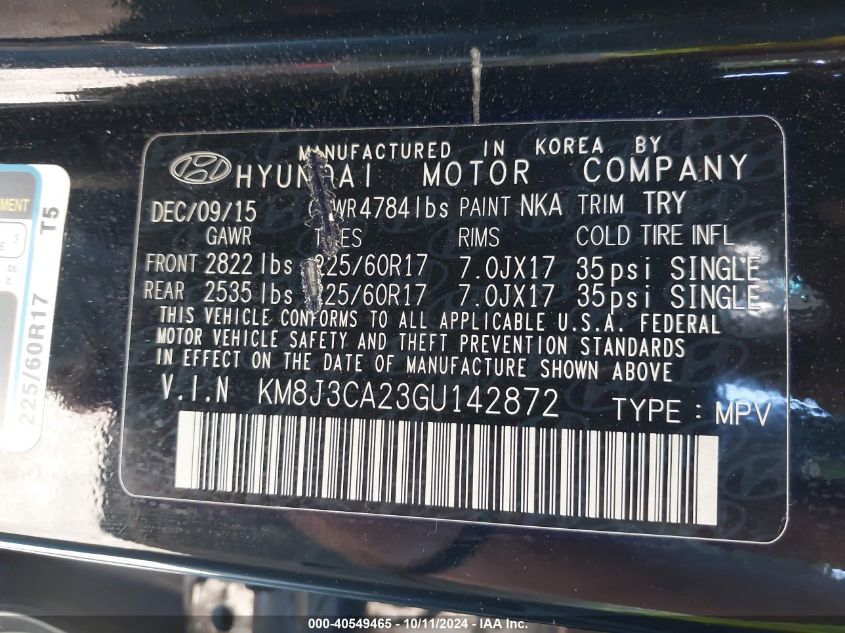 MANUFACTURED IN KOREA BY
HYUNDAI MOTOR COMPANY
DEC/09/15 GVWR 4784 lbs PAINT NKA TRIM TRY
GAWR TIRES RIMS COLD TIRE INFL
FRONT 2822 lbs 225/60R17 7.0JX17 35psi SINGLE
REAR 2535 lbs 225/60R17 7.0JX17 35psi SINGLE
THIS VEHICLE CONFORMS TO ALL APPLICABLE U.S.A. FEDERAL
MOTOR VEHICLE SAFETY AND THEFT PREVENTION STANDARDS
IN EFFECT ON THE DATE OF MANUFACTURE SHOWN ABOVE
V.I.N KM8J3CA23GU142872 TYPE : MPV
T5
225/60R17
000-40549465 - 10/11/2024 - IAA Inc.